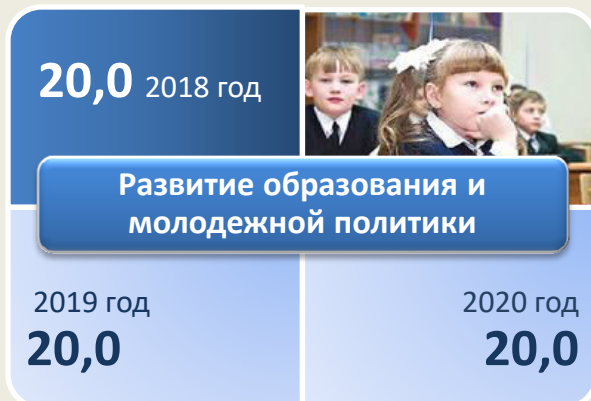 20,0 2018 год
Развитие образования и
молодежной политики
2019 год
20,0
2020 год
20,0